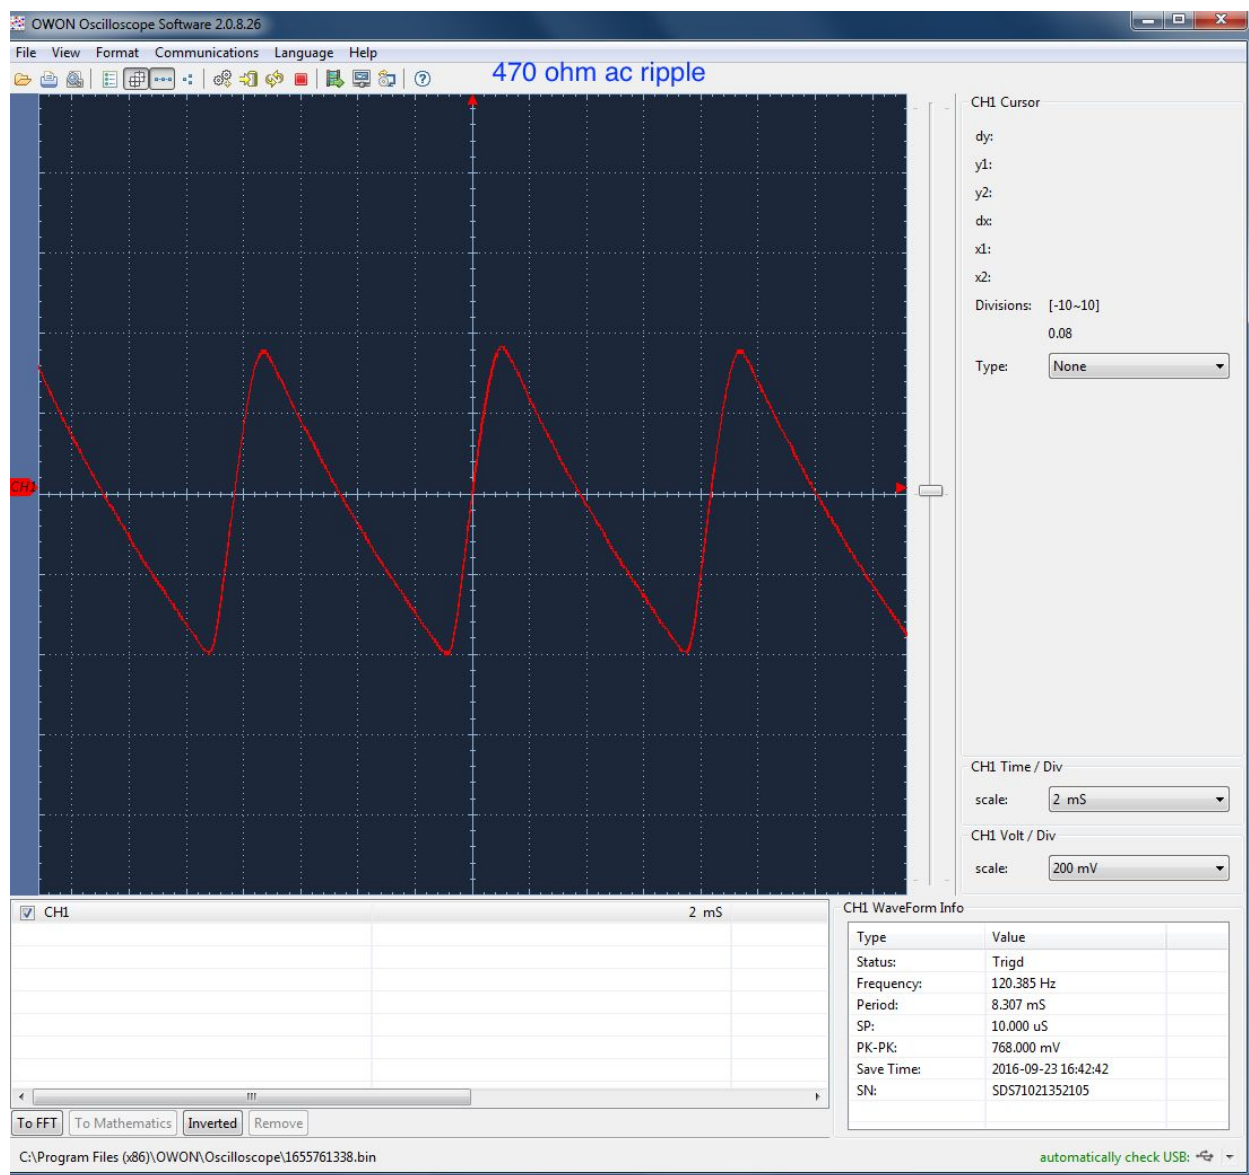 OWON Oscilloscope Software 2.0.8.26
File View Format Communications Language Help
470 ohm ac ripple
CH1 Cursor
dy:
y1:
y2:
dx:
x1:
x2:
Divisions: [-10~10]
0.08
Type: None
CH1
CH1 Time / Div
scale: 2 mS
CH1 Volt / Div
scale: 200 mV
CH1 2 mS
CH1 WaveForm Info
Type Value
Status: Trigd
Frequency: 120.385 Hz
Period: 8.307 mS
SP: 10.000 uS
PK-PK: 768.000 mV
Save Time: 2016-09-23 16:42:42
SN: SDS71021352105
To FFT To Mathematics Inverted Remove
C:\Program Files (x86)\OWON\Oscilloscope\1655761338.bin
automatically check USB: